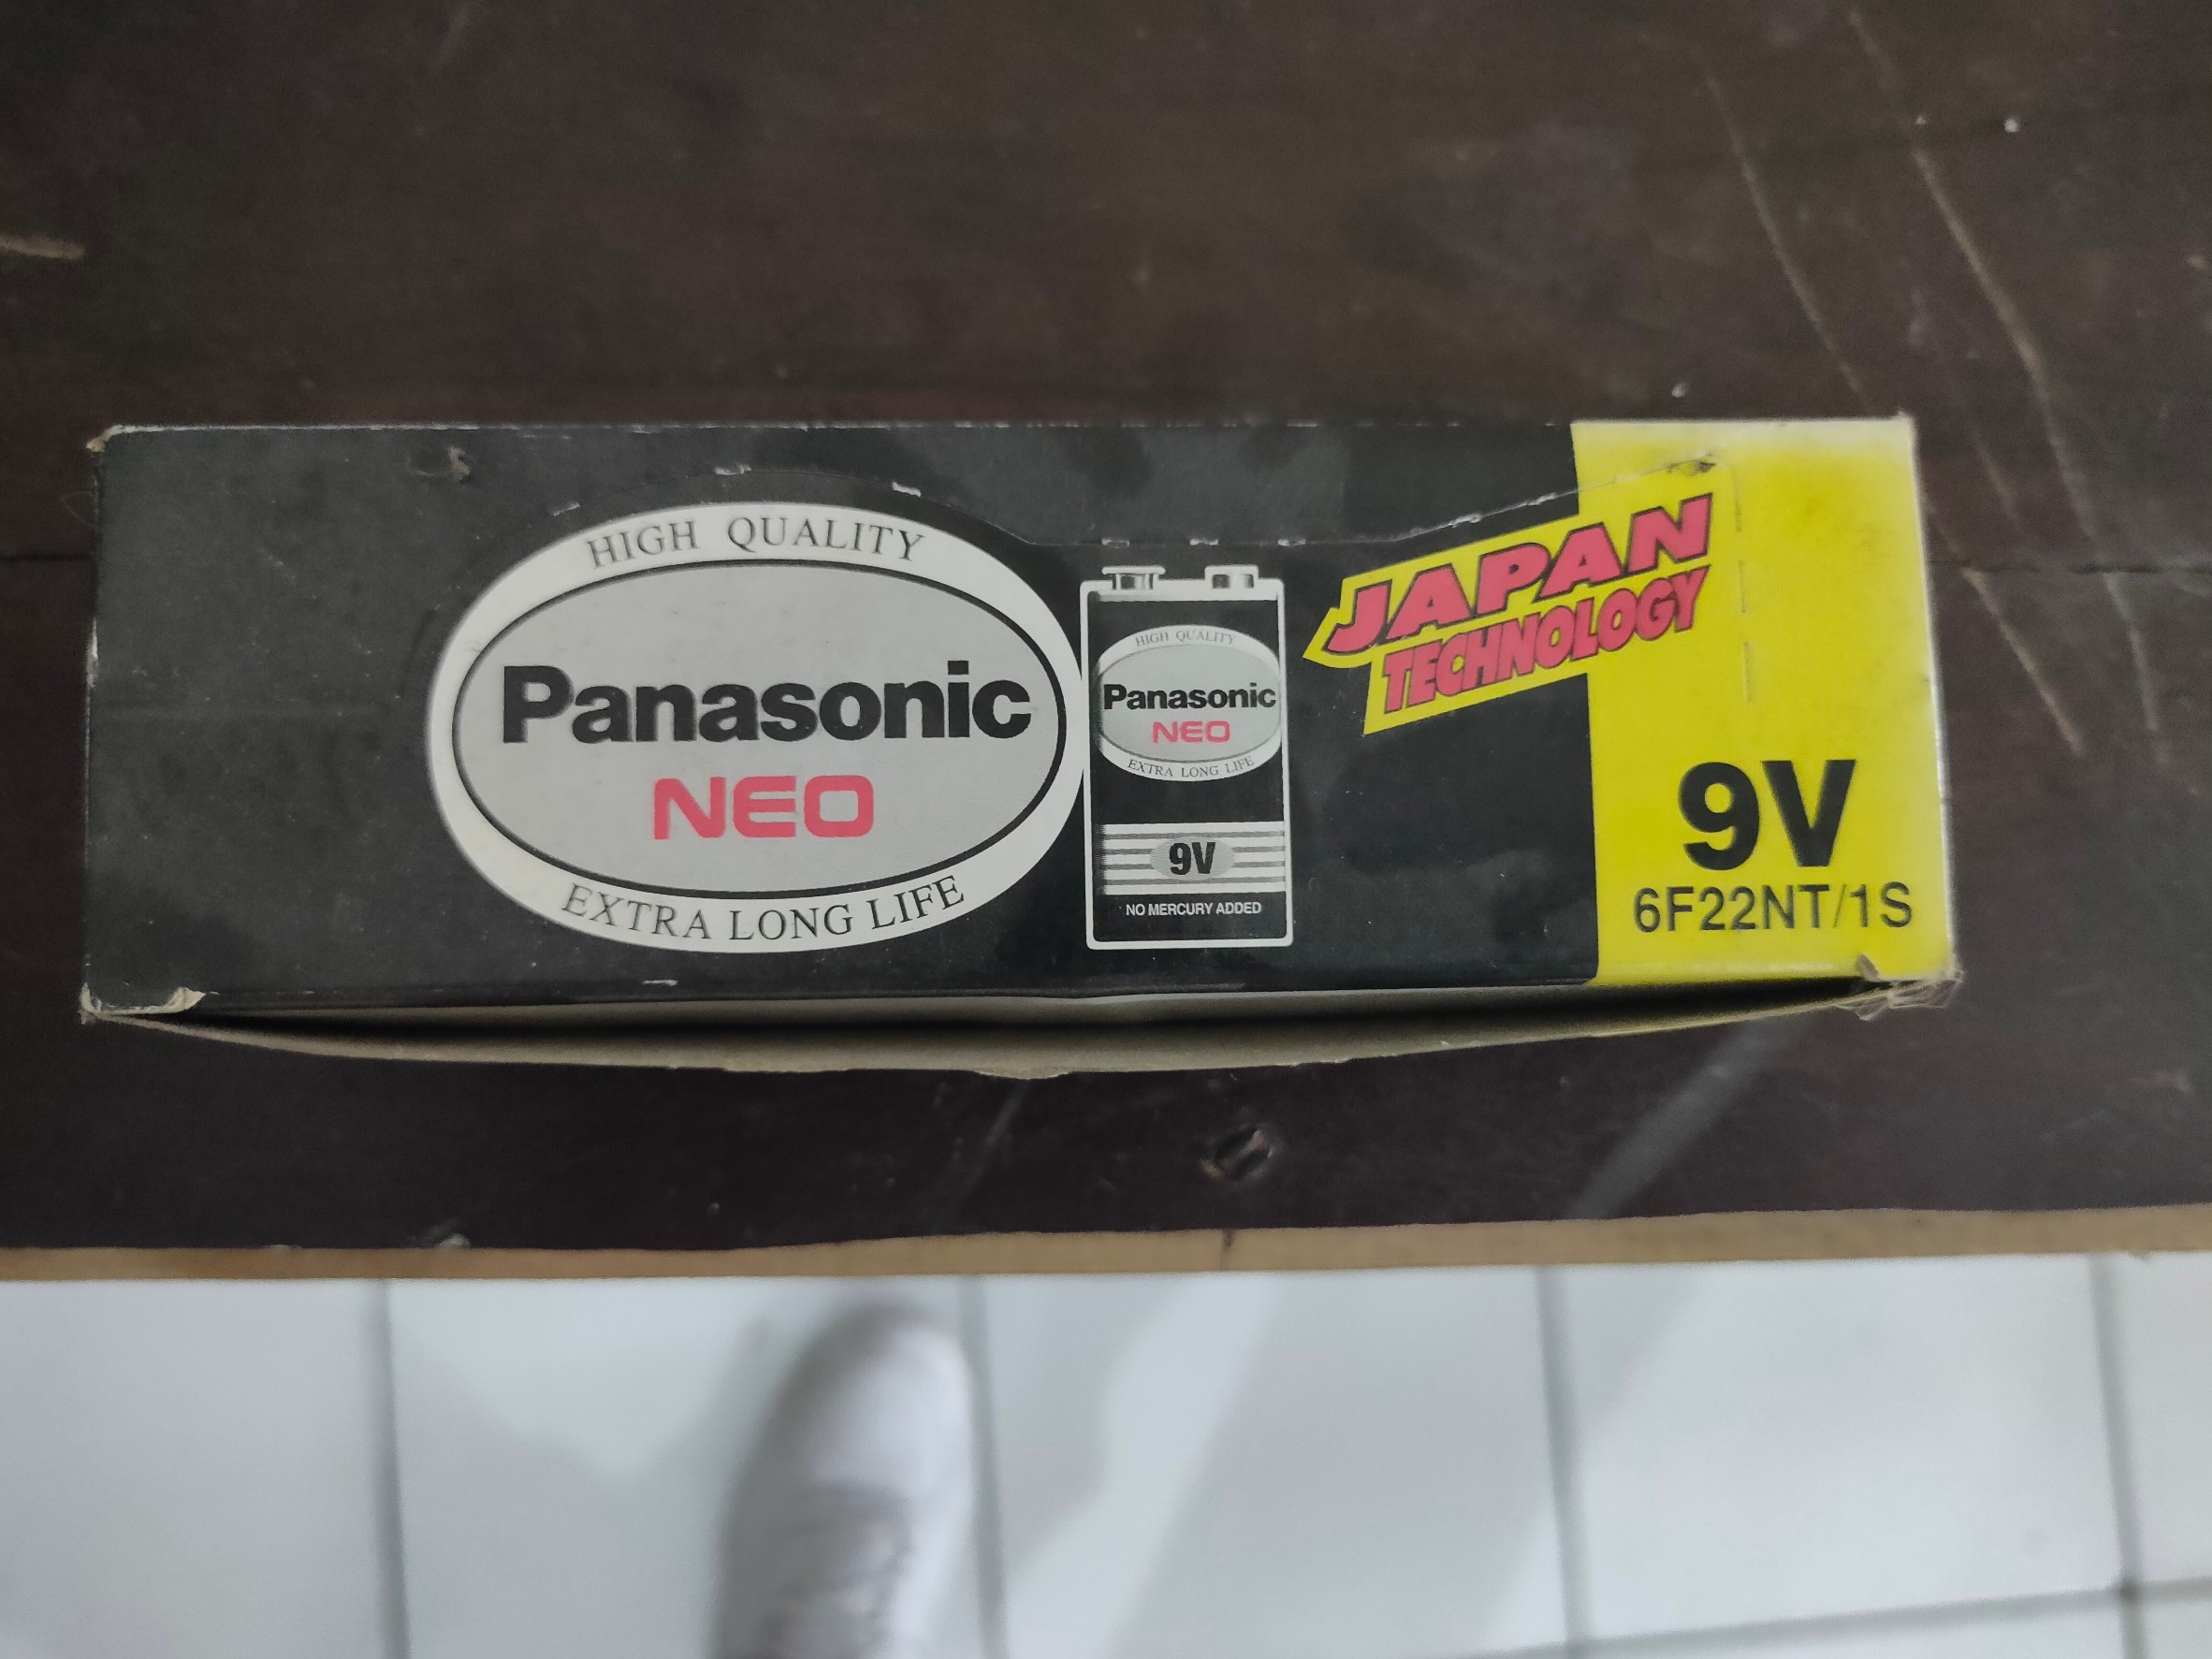 HIGH QUALITY
Panasonic
NEO
EXTRA LONG LIFE
HIGH QUALITY
Panasonic
NEO
EXTRA LONG LIFE
9V
NO MERCURY ADDED
JAPAN
TECHNOLOGY
9V
6F22NT/1S